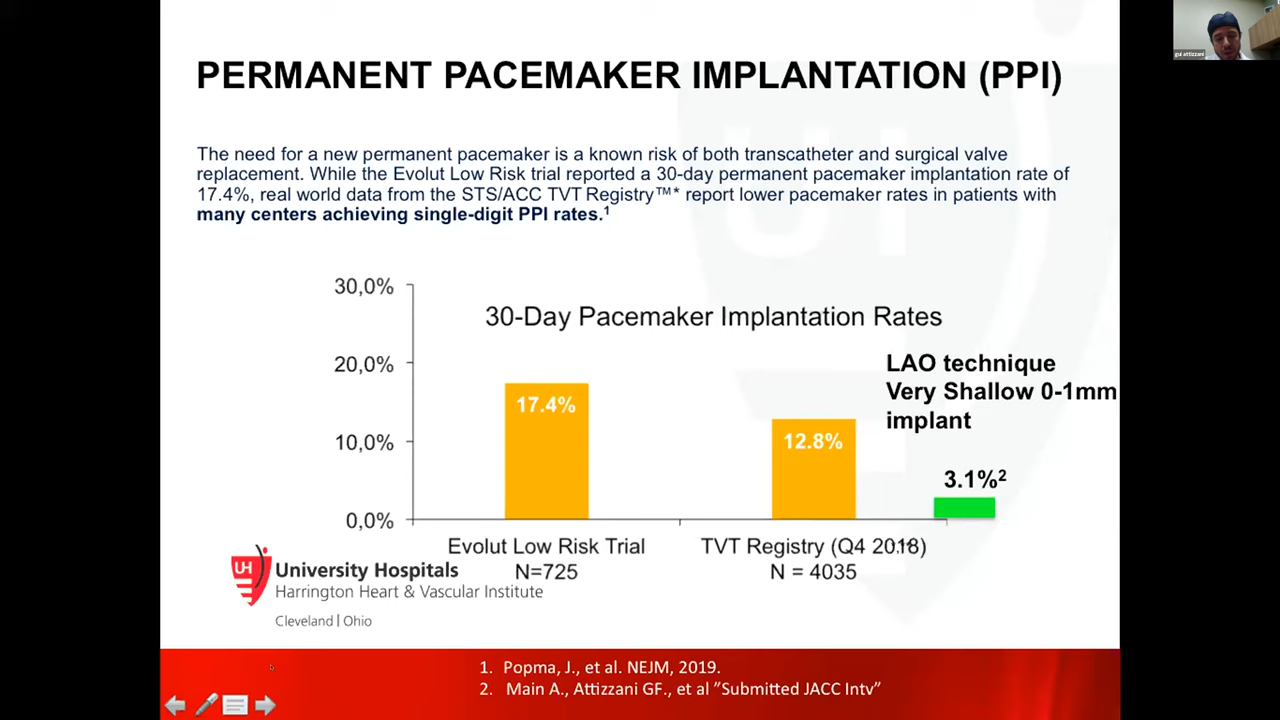 gui attizzani
PERMANENT PACEMAKER IMPLANTATION (PPI)
The need for a new permanent pacemaker is a known risk of both transcatheter and surgical valve
replacement. While the Evolut Low Risk trial reported a 30-day permanent pacemaker implantation rate of
17.4%, real world data from the STS/ACC TVT Registry™* report lower pacemaker rates in patients with
many centers achieving single-digit PPI rates.¹
30,0%
20,0%
10,0%
0,0%
30-Day Pacemaker Implantation Rates
17.4%
12.8%
LAO technique
Very Shallow 0-1mm
implant
3.1%²
Evolut Low Risk Trial
N=725
TVT Registry (Q4 2018)
N = 4035
UH
University Hospitals
Harrington Heart & Vascular Institute
Cleveland | Ohio
1. Popma, J., et al. NEJM, 2019.
2. Main A., Attizzani GF., et al ”Submitted JACC Intv”